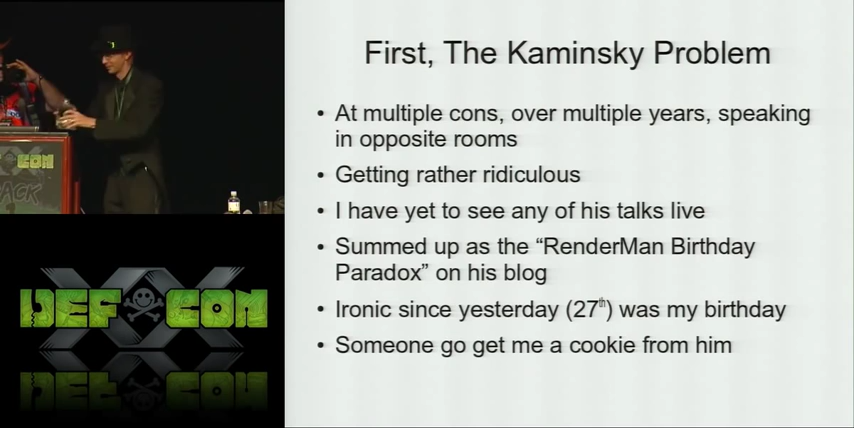 First, The Kaminsky Problem
• At multiple cons, over multiple years, speaking
in opposite rooms
• Getting rather ridiculous
• I have yet to see any of his talks live
• Summed up as the “RenderMan Birthday
Paradox” on his blog
• Ironic since yesterday (27th) was my birthday
• Someone go get me a cookie from him
DEF CON
XX